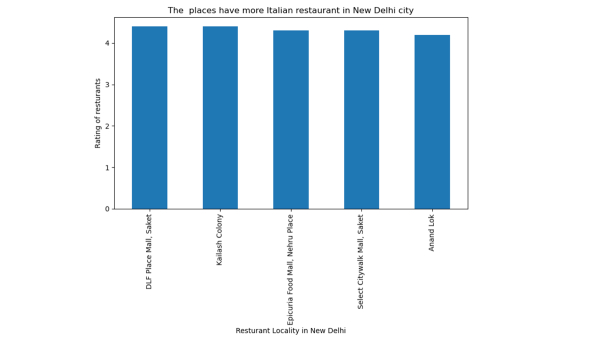 The  places have more Italian restaurant in New Delhi city
Rating of resturants
4
3
2
1
0
DLF Place Mall, Saket
Kailash Colony
Epicuria Food Mall, Nehru Place
Select Citywalk Mall, Saket
Anand Lok
Resturant Locality in New Delhi